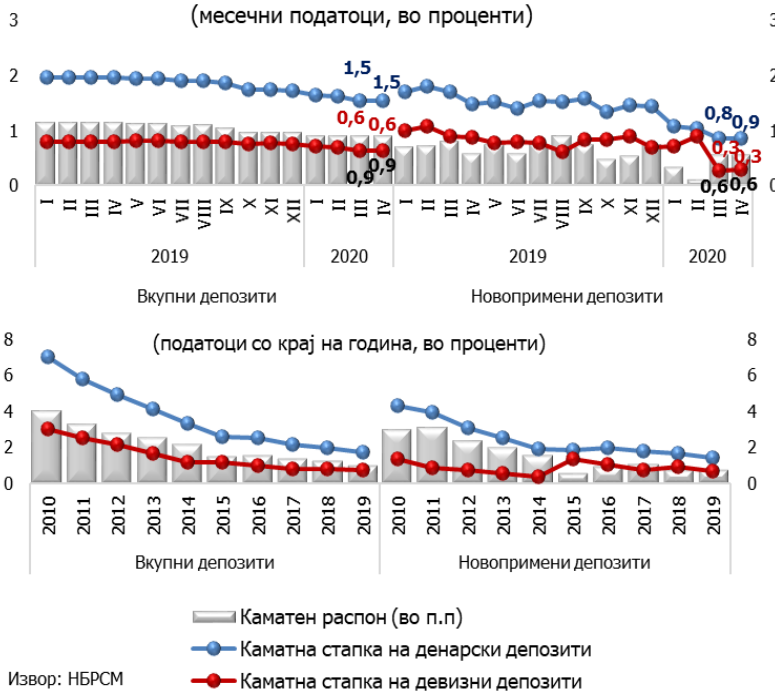 (месечни податоци, во проценти)
3 3
2 2
1 1
0 0
1,5 1,5 0,8 0,9
0,6 0,6 0,3 0,3
0,9 0,9 0,6 0,6
I II III IV V VI VII VIII IX X XI XII I II III IV I II III IV V VI VII VIII IX X XI XII I II III IV
2019 2020 2019 2020
Вкупни депозити Новопримени депозити
(податоци со крај на година, во проценти)
8 8
6 6
4 4
2 2
0 0
2010 2011 2012 2013 2014 2015 2016 2017 2018 2019 2010 2011 2012 2013 2014 2015 2016 2017 2018 2019
Вкупни депозити Новопримени депозити
Каматен распон (во п.п)
Каматна стапка на денарски депозити
Каматна стапка на девизни депозити
Извор: НБРСМ